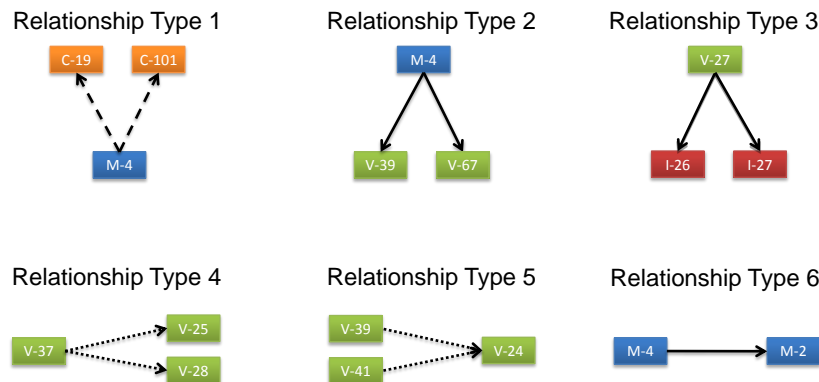 Relationship Type 1
C-19
C-101
M-4
Relationship Type 2
M-4
V-39
V-67
Relationship Type 3
V-27
I-26
I-27
Relationship Type 4
V-37
V-25
V-28
Relationship Type 5
V-39
V-41
V-24
Relationship Type 6
M-4
M-2